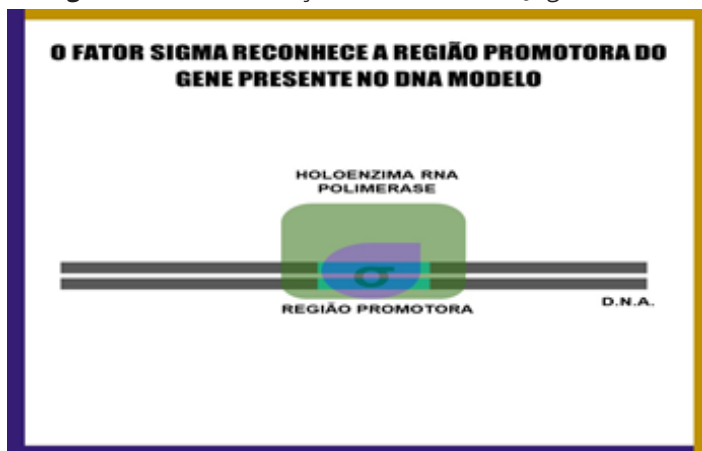 O FATOR SIGMA RECONHECE A REGIÃO PROMOTORA DO
GENE PRESENTE NO DNA MODELO
HOLOENZIMA RNA
POLIMERASE
σ
REGIÃO PROMOTORA
D.N.A.